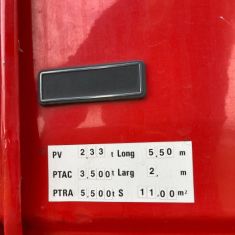 PV 2,33 t Long 5,50 m
PTAC 3,500 t Larg 2, m
PTRA 5,500 t S 11,00 m²